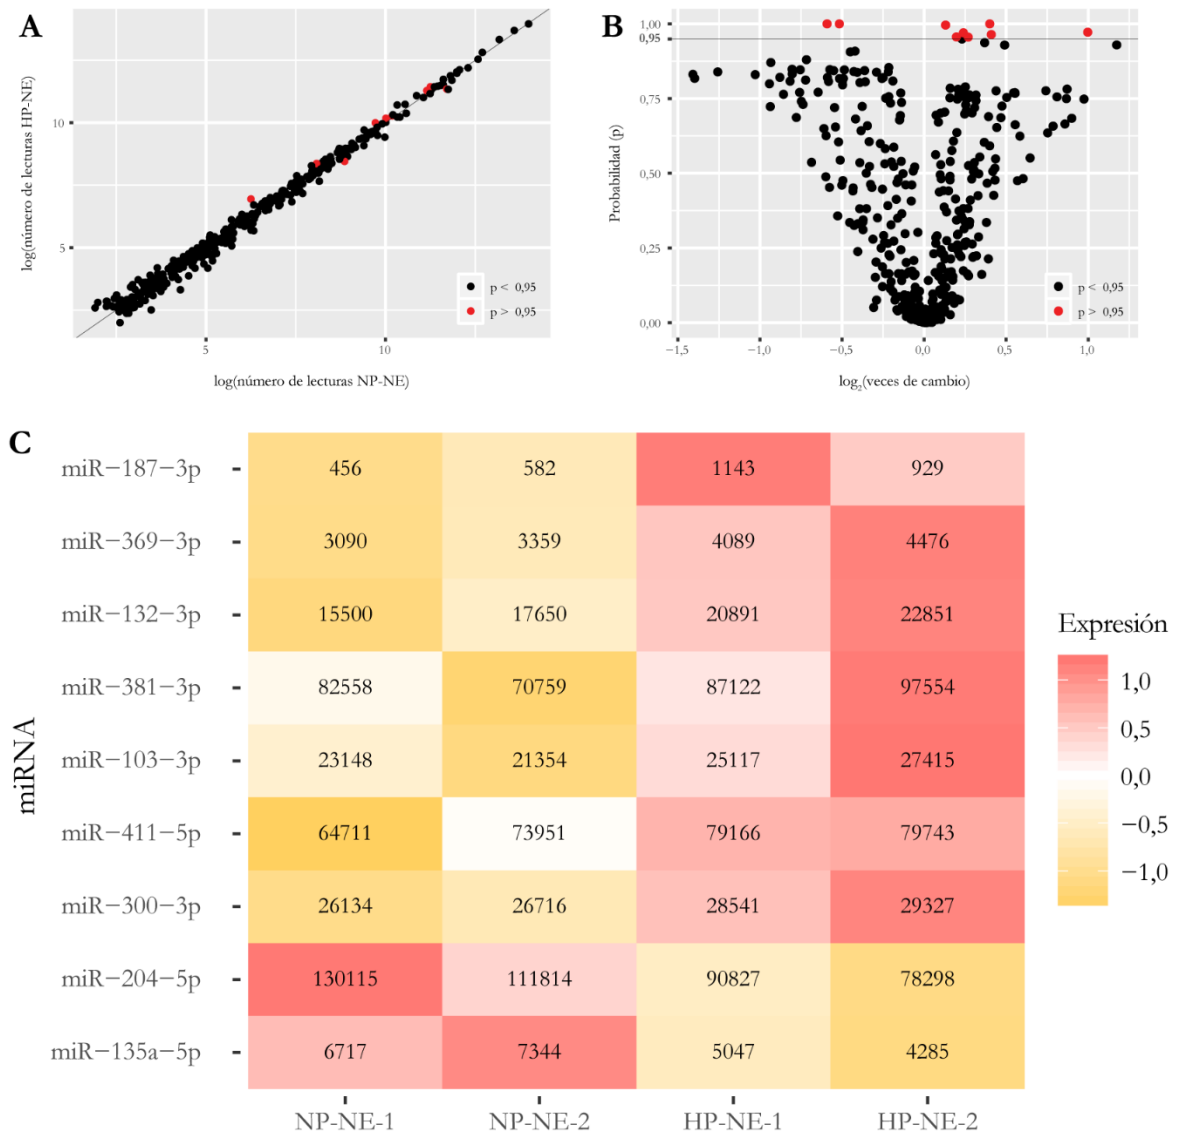 A
log(número de lecturas HP-NE)
10
5
p < 0,95
p > 0,95
5 10
log(número de lecturas NP-NE)
B
Probabilidad (p)
1,00
0,95
0,75
0,50
0,25
0,00
p < 0,95
p > 0,95
−1,5 −1,0 −0,5 0,0 0,5 1,0
log2(veces de cambio)
C
miRNA
miR−187−3p 456 582 1143 929
miR−369−3p 3090 3359 4089 4476
miR−132−3p 15500 17650 20891 22851
miR−381−3p 82558 70759 87122 97554
miR−103−3p 23148 21354 25117 27415
miR−411−5p 64711 73951 79166 79743
miR−300−3p 26134 26716 28541 29327
miR−204−5p 130115 111814 90827 78298
miR−135a−5p 6717 7344 5047 4285
NP-NE-1 NP-NE-2 HP-NE-1 HP-NE-2
Expresión
1,0
0,5
0,0
−0,5
−1,0